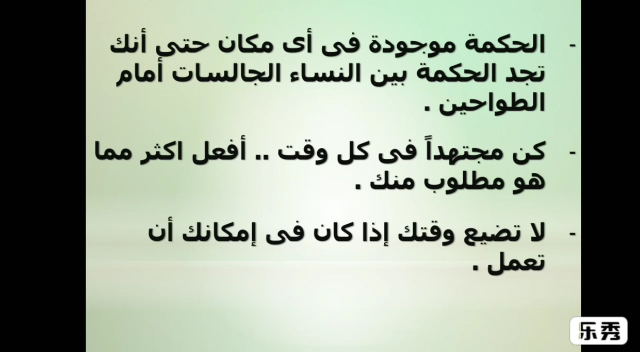 - الحكمة موجودة فى أى مكان حتى أنك
تجد الحكمة بين النساء الجالسات أمام
الطواحين .
- كن مجتهداً فى كل وقت .. أفعل اكثر مما
هو مطلوب منك .
- لا تضيع وقتك إذا كان فى إمكانك أن
تعمل .
乐秀